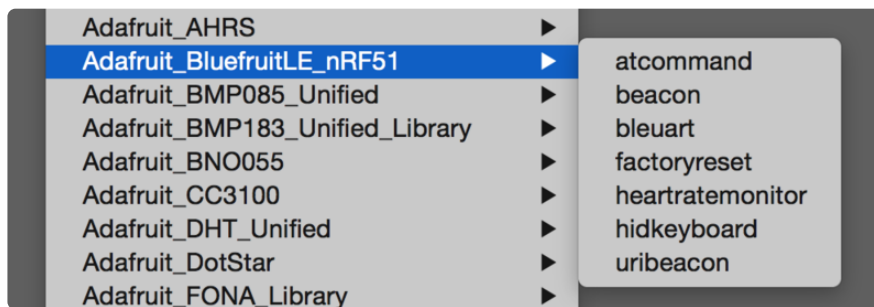 Adafruit_AHRS
Adafruit_BluefruitLE_nRF51
Adafruit_BMP085_Unified
Adafruit_BMP183_Unified_Library
Adafruit_BNO055
Adafruit_CC3100
Adafruit_DHT_Unified
Adafruit_DotStar
Adafruit_FONA_Library
atcommand
beacon
bleuart
factoryreset
heartratemonitor
hidkeyboard
uribeacon